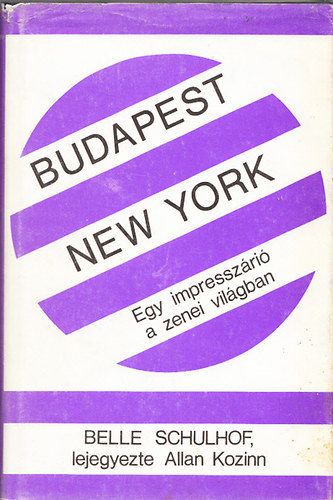 BUDAPEST
NEW YORK
Egy impresszárió
a zenei világban
BELLE SCHULHOF,
lejegyezte Allan Kozinn